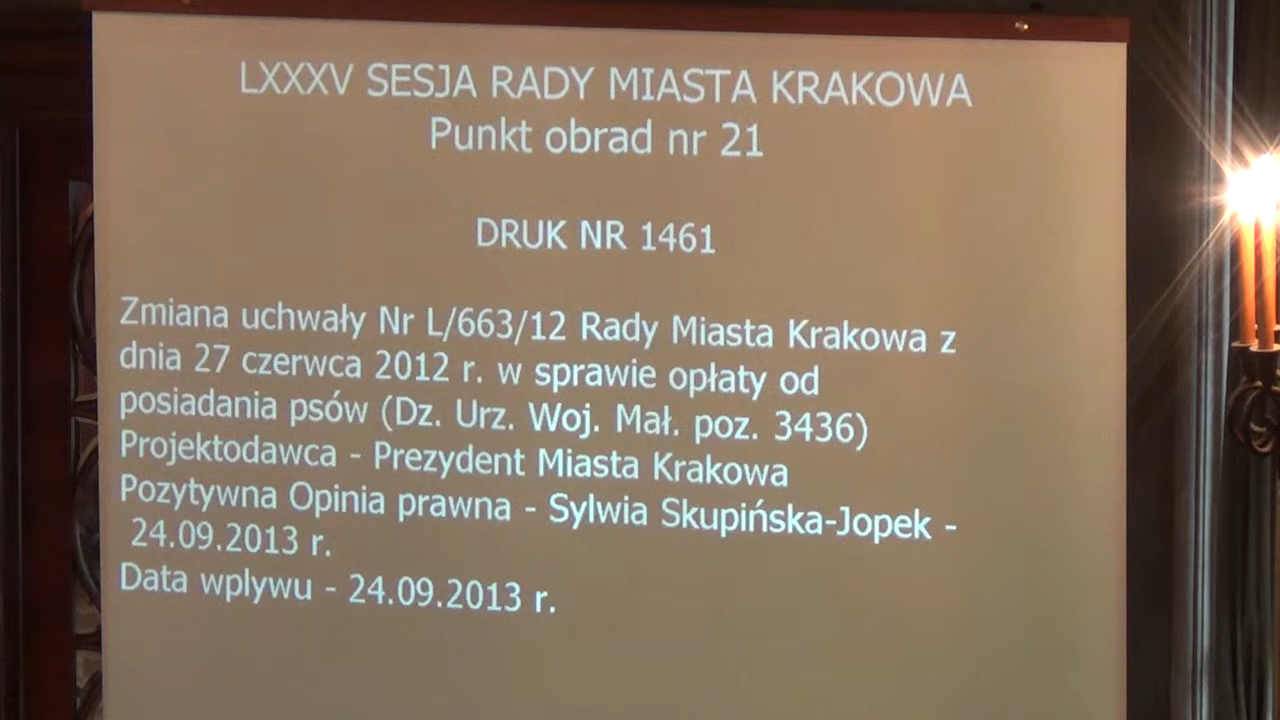 LXXXV SESJA RADY MIASTA KRAKOWA
Punkt obrad nr 21
DRUK NR 1461
Zmiana uchwały Nr L/663/12 Rady Miasta Krakowa z
dnia 27 czerwca 2012 r. w sprawie opłaty od
posiadania psów (Dz. Urz. Woj. Mał. poz. 3436)
Projektodawca - Prezydent Miasta Krakowa
Pozytywna Opinia prawna - Sylwia Skupińska-Jopek -
24.09.2013 r.
Data wplywu - 24.09.2013 r.